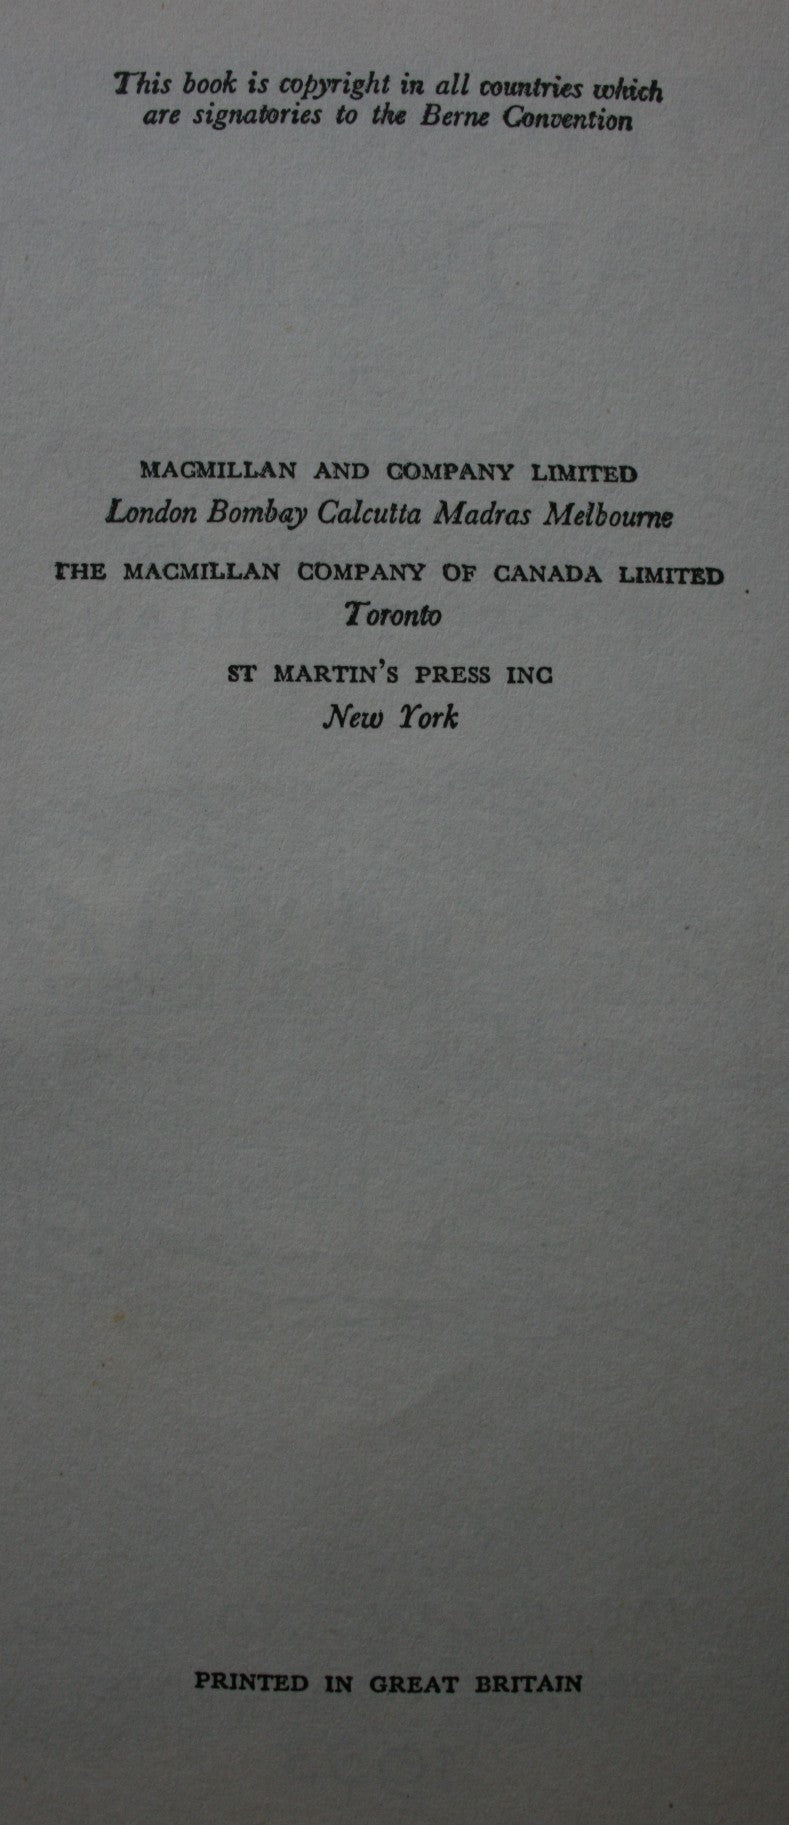 This book is copyright in all countries which
are signatories to the Berne Convention
MACMILLAN AND COMPANY LIMITED
London Bombay Calcutta Madras Melbourne
THE MACMILLAN COMPANY OF CANADA LIMITED
Toronto
ST MARTIN'S PRESS INC
New York
PRINTED IN GREAT BRITAIN